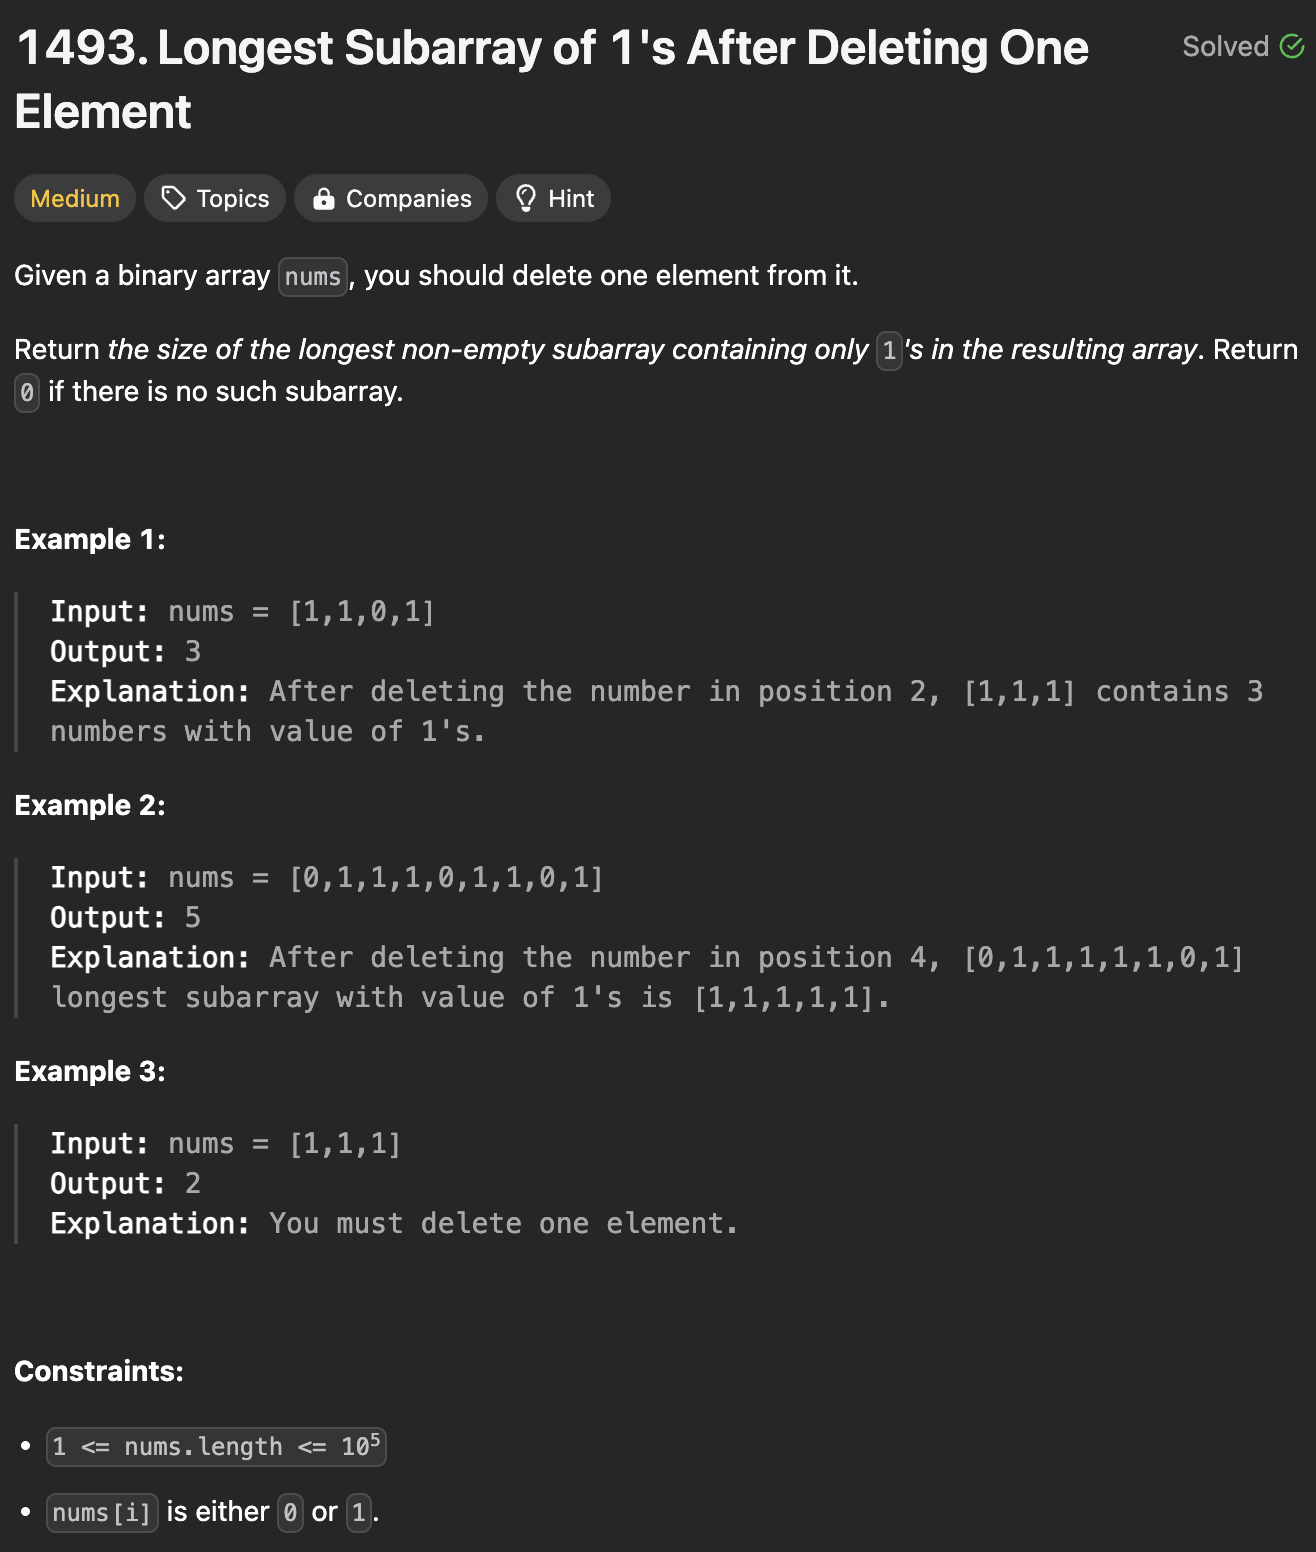 1493. Longest Subarray of 1's After Deleting One
Element
Solved
Medium
Topics
Companies
Hint
Given a binary array nums, you should delete one element from it.
Return the size of the longest non-empty subarray containing only 1's in the resulting array. Return
0 if there is no such subarray.
Example 1:
Input: nums = [1,1,0,1]
Output: 3
Explanation: After deleting the number in position 2, [1,1,1] contains 3
numbers with value of 1's.
Example 2:
Input: nums = [0,1,1,1,0,1,1,0,1]
Output: 5
Explanation: After deleting the number in position 4, [0,1,1,1,1,1,0,1]
longest subarray with value of 1's is [1,1,1,1,1].
Example 3:
Input: nums = [1,1,1]
Output: 2
Explanation: You must delete one element.
Constraints:
• 1 <= nums.length <= 10⁵
• nums[i] is either 0 or 1.